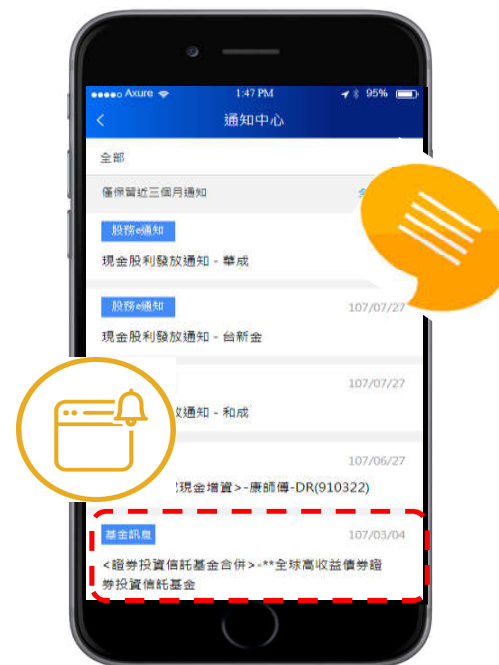 Axure 1:47 PM 95%
通知中心
全部
僅保留近三個月通知
股務e通知
現金股利發放通知 - 華成
股務e通知 107/07/27
現金股利發放通知 - 台新金
107/07/27
通知 - 和成
107/06/27
現金增資>-康師傅-DR(910322)
基金訊息 107/03/04
<證券投資信託基金合併>-**全球高收益債券證
券投資信託基金